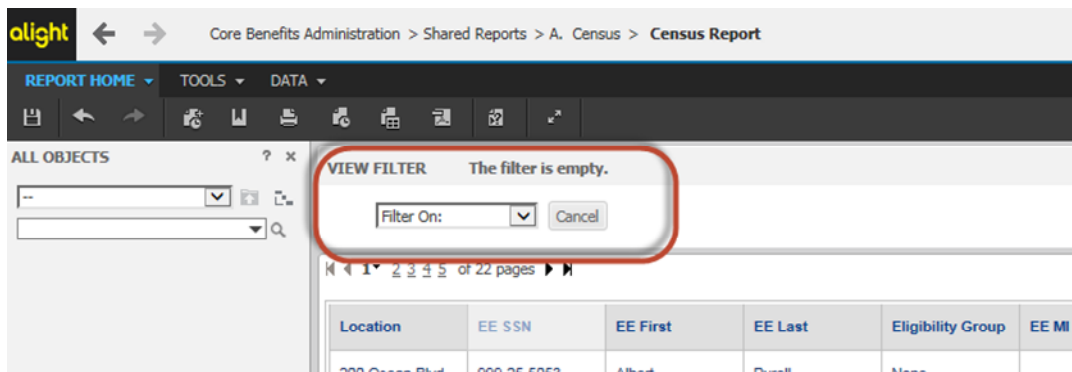 alight
Core Benefits Administration > Shared Reports > A. Census > Census Report
REPORT HOME TOOLS DATA
ALL OBJECTS ? x
VIEW FILTER The filter is empty.
--
Filter On: Cancel
1 2 3 4 5 of 22 pages
Location EE SSN EE First EE Last Eligibility Group EE MI